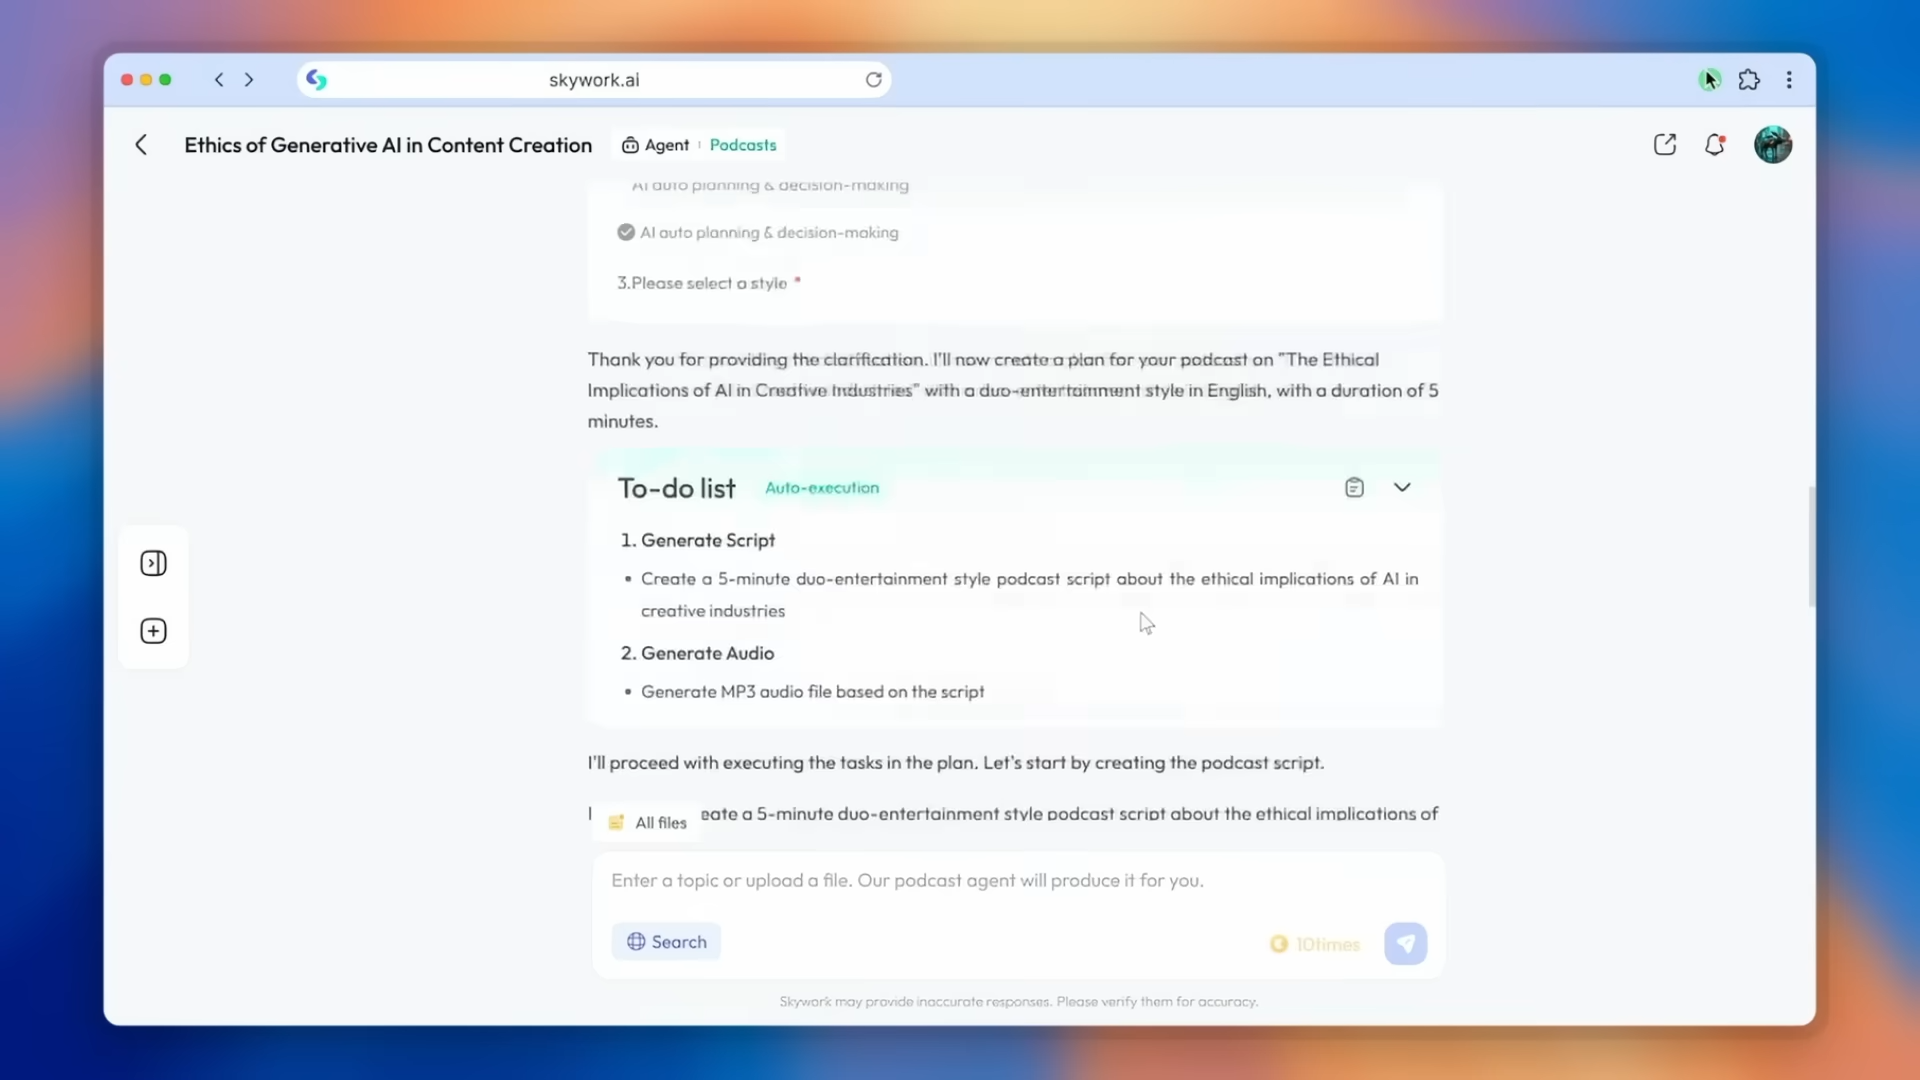 skywork.ai
Ethics of Generative AI in Content Creation
Agent
Podcasts
AI auto planning & decision-making
AI auto planning & decision-making
3.Please select a style *
Thank you for providing the clarification. I'll now create a plan for your podcast on "The Ethical
Implications of AI in Creative Industries" with a duo-entertainment style in English, with a duration of 5
minutes.
To-do list
Auto-execution
1. Generate Script
• Create a 5-minute duo-entertainment style podcast script about the ethical implications of AI in
creative industries
2. Generate Audio
• Generate MP3 audio file based on the script
I'll proceed with executing the tasks in the plan. Let's start by creating the podcast script.
eate a 5-minute duo-entertainment style podcast script about the ethical implications of
All files
Enter a topic or upload a file. Our podcast agent will produce it for you.
Search
10times
Skywork may provide inaccurate responses. Please verify them for accuracy.